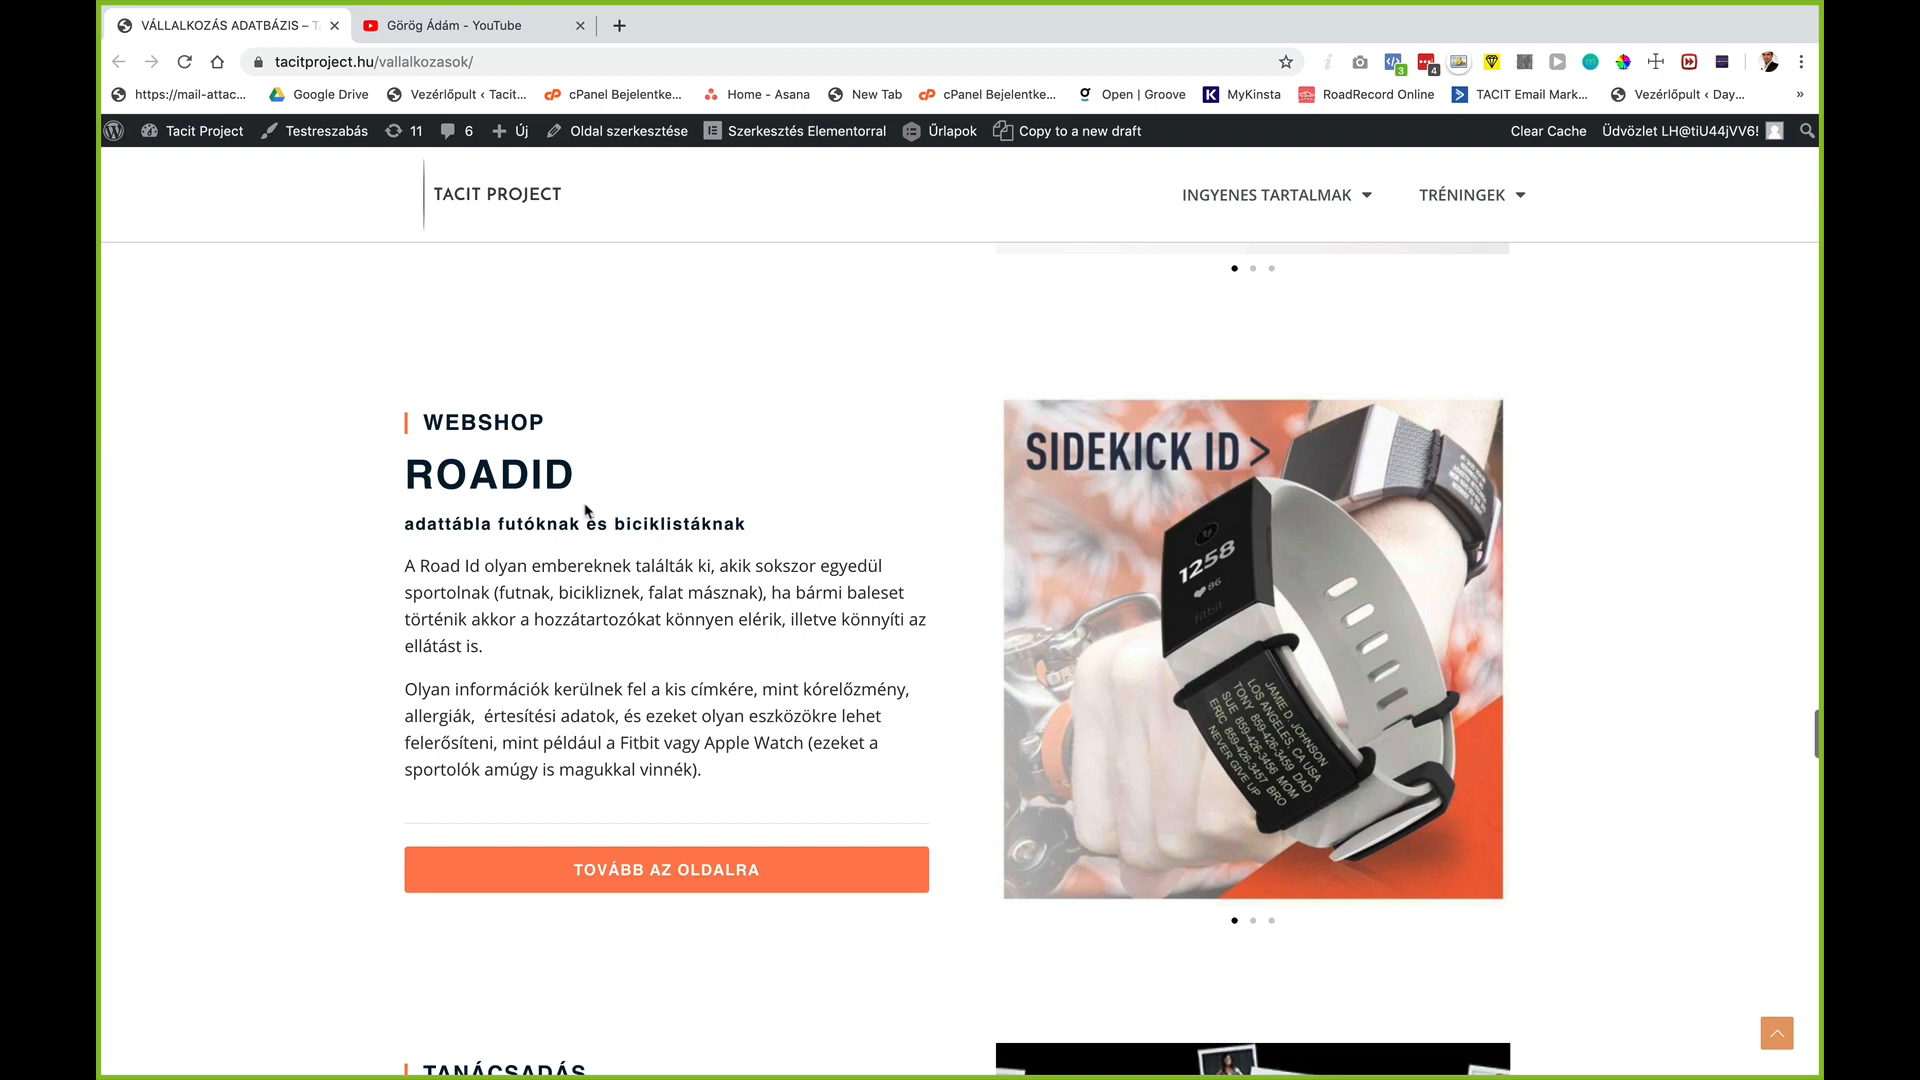 VÁLLALKOZÁS ADATBÁZIS – T
Görög Ádám - YouTube
tacitproject.hu/vallalkozasok/
3
4
https://mail-attac...
Google Drive
Vezérlőpult ‹ Tacit...
cPanel Bejelentke...
Home - Asana
New Tab
cPanel Bejelentke...
Open | Groove
MyKinsta
RoadRecord Online
TACIT Email Mark...
Vezérlőpult ‹ Day...
»
Tacit Project
Testreszabás
11
6
Új
Oldal szerkesztése
Szerkesztés Elementorral
Űrlapok
Copy to a new draft
Clear Cache
Üdvözlet LH@tiU44jVV6!
TACIT PROJECT
INGYENES TARTALMAK
TRÉNINGEK
WEBSHOP
ROADID
adattábla futóknak és biciklistáknak
A Road Id olyan embereknek találták ki, akik sokszor egyedül
sportolnak (futnak, bicikliznek, falat másznak), ha bármi baleset
történik akkor a hozzátartozókat könnyen elérik, illetve könnyíti az
ellátást is.
Olyan információk kerülnek fel a kis címkére, mint kórelőzmény,
allergiák, értesítési adatok, és ezeket olyan eszközökre lehet
felerősíteni, mint például a Fitbit vagy Apple Watch (ezeket a
sportolók amúgy is magukkal vinnék).
TOVÁBB AZ OLDALRA
SIDEKICK ID >
1258
86
fitbit
JAMIE D. JOHNSON
LOS ANGELES, CA USA
TONY 859-426-3459 DAD
SUE 859-426-3456 MOM
ERIC 859-426-3457 BRO
NEVER GIVE UP
TANÁCSADÁS